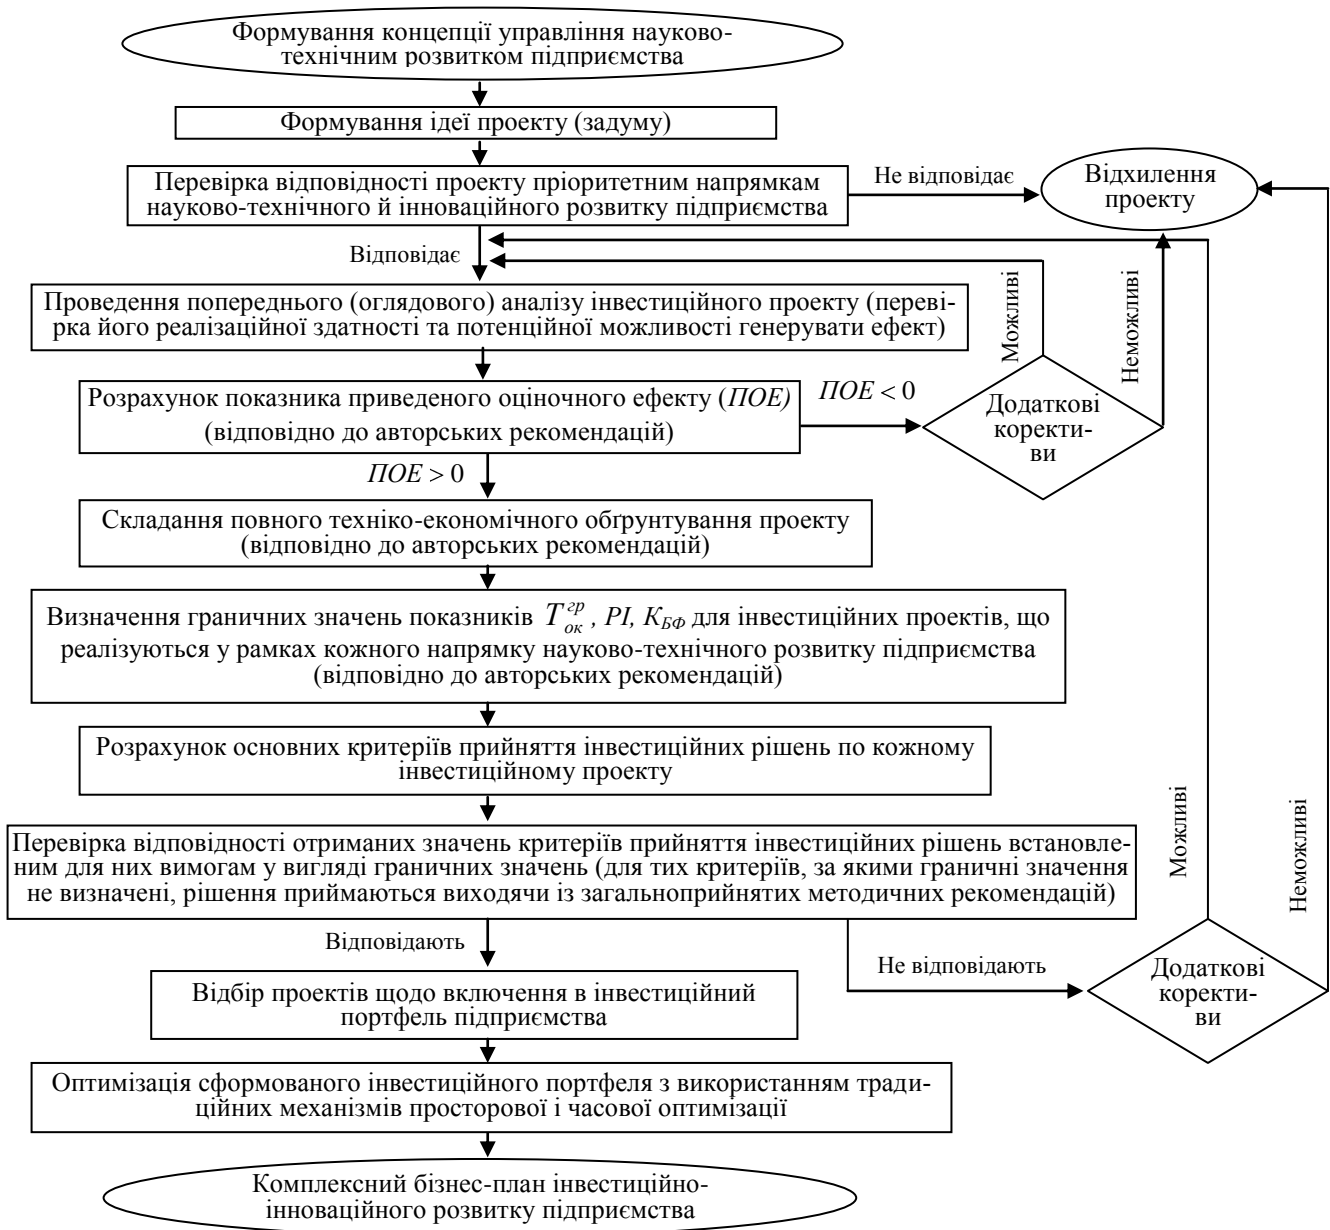 Формування концепції управління науково-
технічним розвитком підприємства
Формування ідеї проекту (задуму)
Перевірка відповідності проекту пріоритетним напрямкам
науково-технічного й інноваційного розвитку підприємства
Не відповідає
Відхилення
проекту
Відповідає
Проведення попереднього (оглядового) аналізу інвестиційного проекту (переві-
рка його реалізаційної здатності та потенційної можливості генерувати ефект)
Можливі
Неможливі
Розрахунок показника приведеного оціночного ефекту (ПОЕ)
(відповідно до авторських рекомендацій)
ПОЕ < 0
Додаткові
коректи-
ви
ПОЕ > 0
Складання повного техніко-економічного обґрунтування проекту
(відповідно до авторських рекомендацій)
Визначення граничних значень показників T_{ок}^{гр}, PI, К_{БФ} для інвестиційних проектів, що
реалізуються у рамках кожного напрямку науково-технічного розвитку підприємства
(відповідно до авторських рекомендацій)
Розрахунок основних критеріїв прийняття інвестиційних рішень по кожному
інвестиційному проекту
Перевірка відповідності отриманих значень критеріїв прийняття інвестиційних рішень встановле-
ним для них вимогам у вигляді граничних значень (для тих критеріїв, за якими граничні значення
не визначені, рішення приймаються виходячи із загальноприйнятих методичних рекомендацій)
Можливі
Неможливі
Відповідають
Не відповідають
Додаткові
коректи-
ви
Відбір проектів щодо включення в інвестиційний
портфель підприємства
Оптимізація сформованого інвестиційного портфеля з використанням тради-
ційних механізмів просторової і часової оптимізації
Комплексний бізнес-план інвестиційно-
інноваційного розвитку підприємства